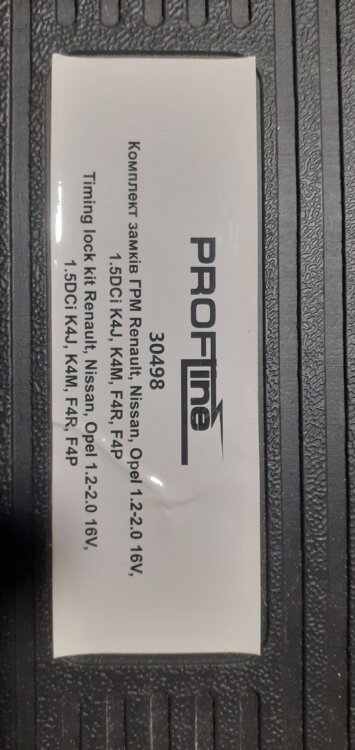 PROFline
30498
Комплект замків ГРМ Renault, Nissan, Opel 1.2-2.0 16V,
1.5DCi K4J, K4M, F4R, F4P
Timing lock kit Renault, Nissan, Opel 1.2-2.0 16V,
1.5DCi K4J, K4M, F4R, F4P